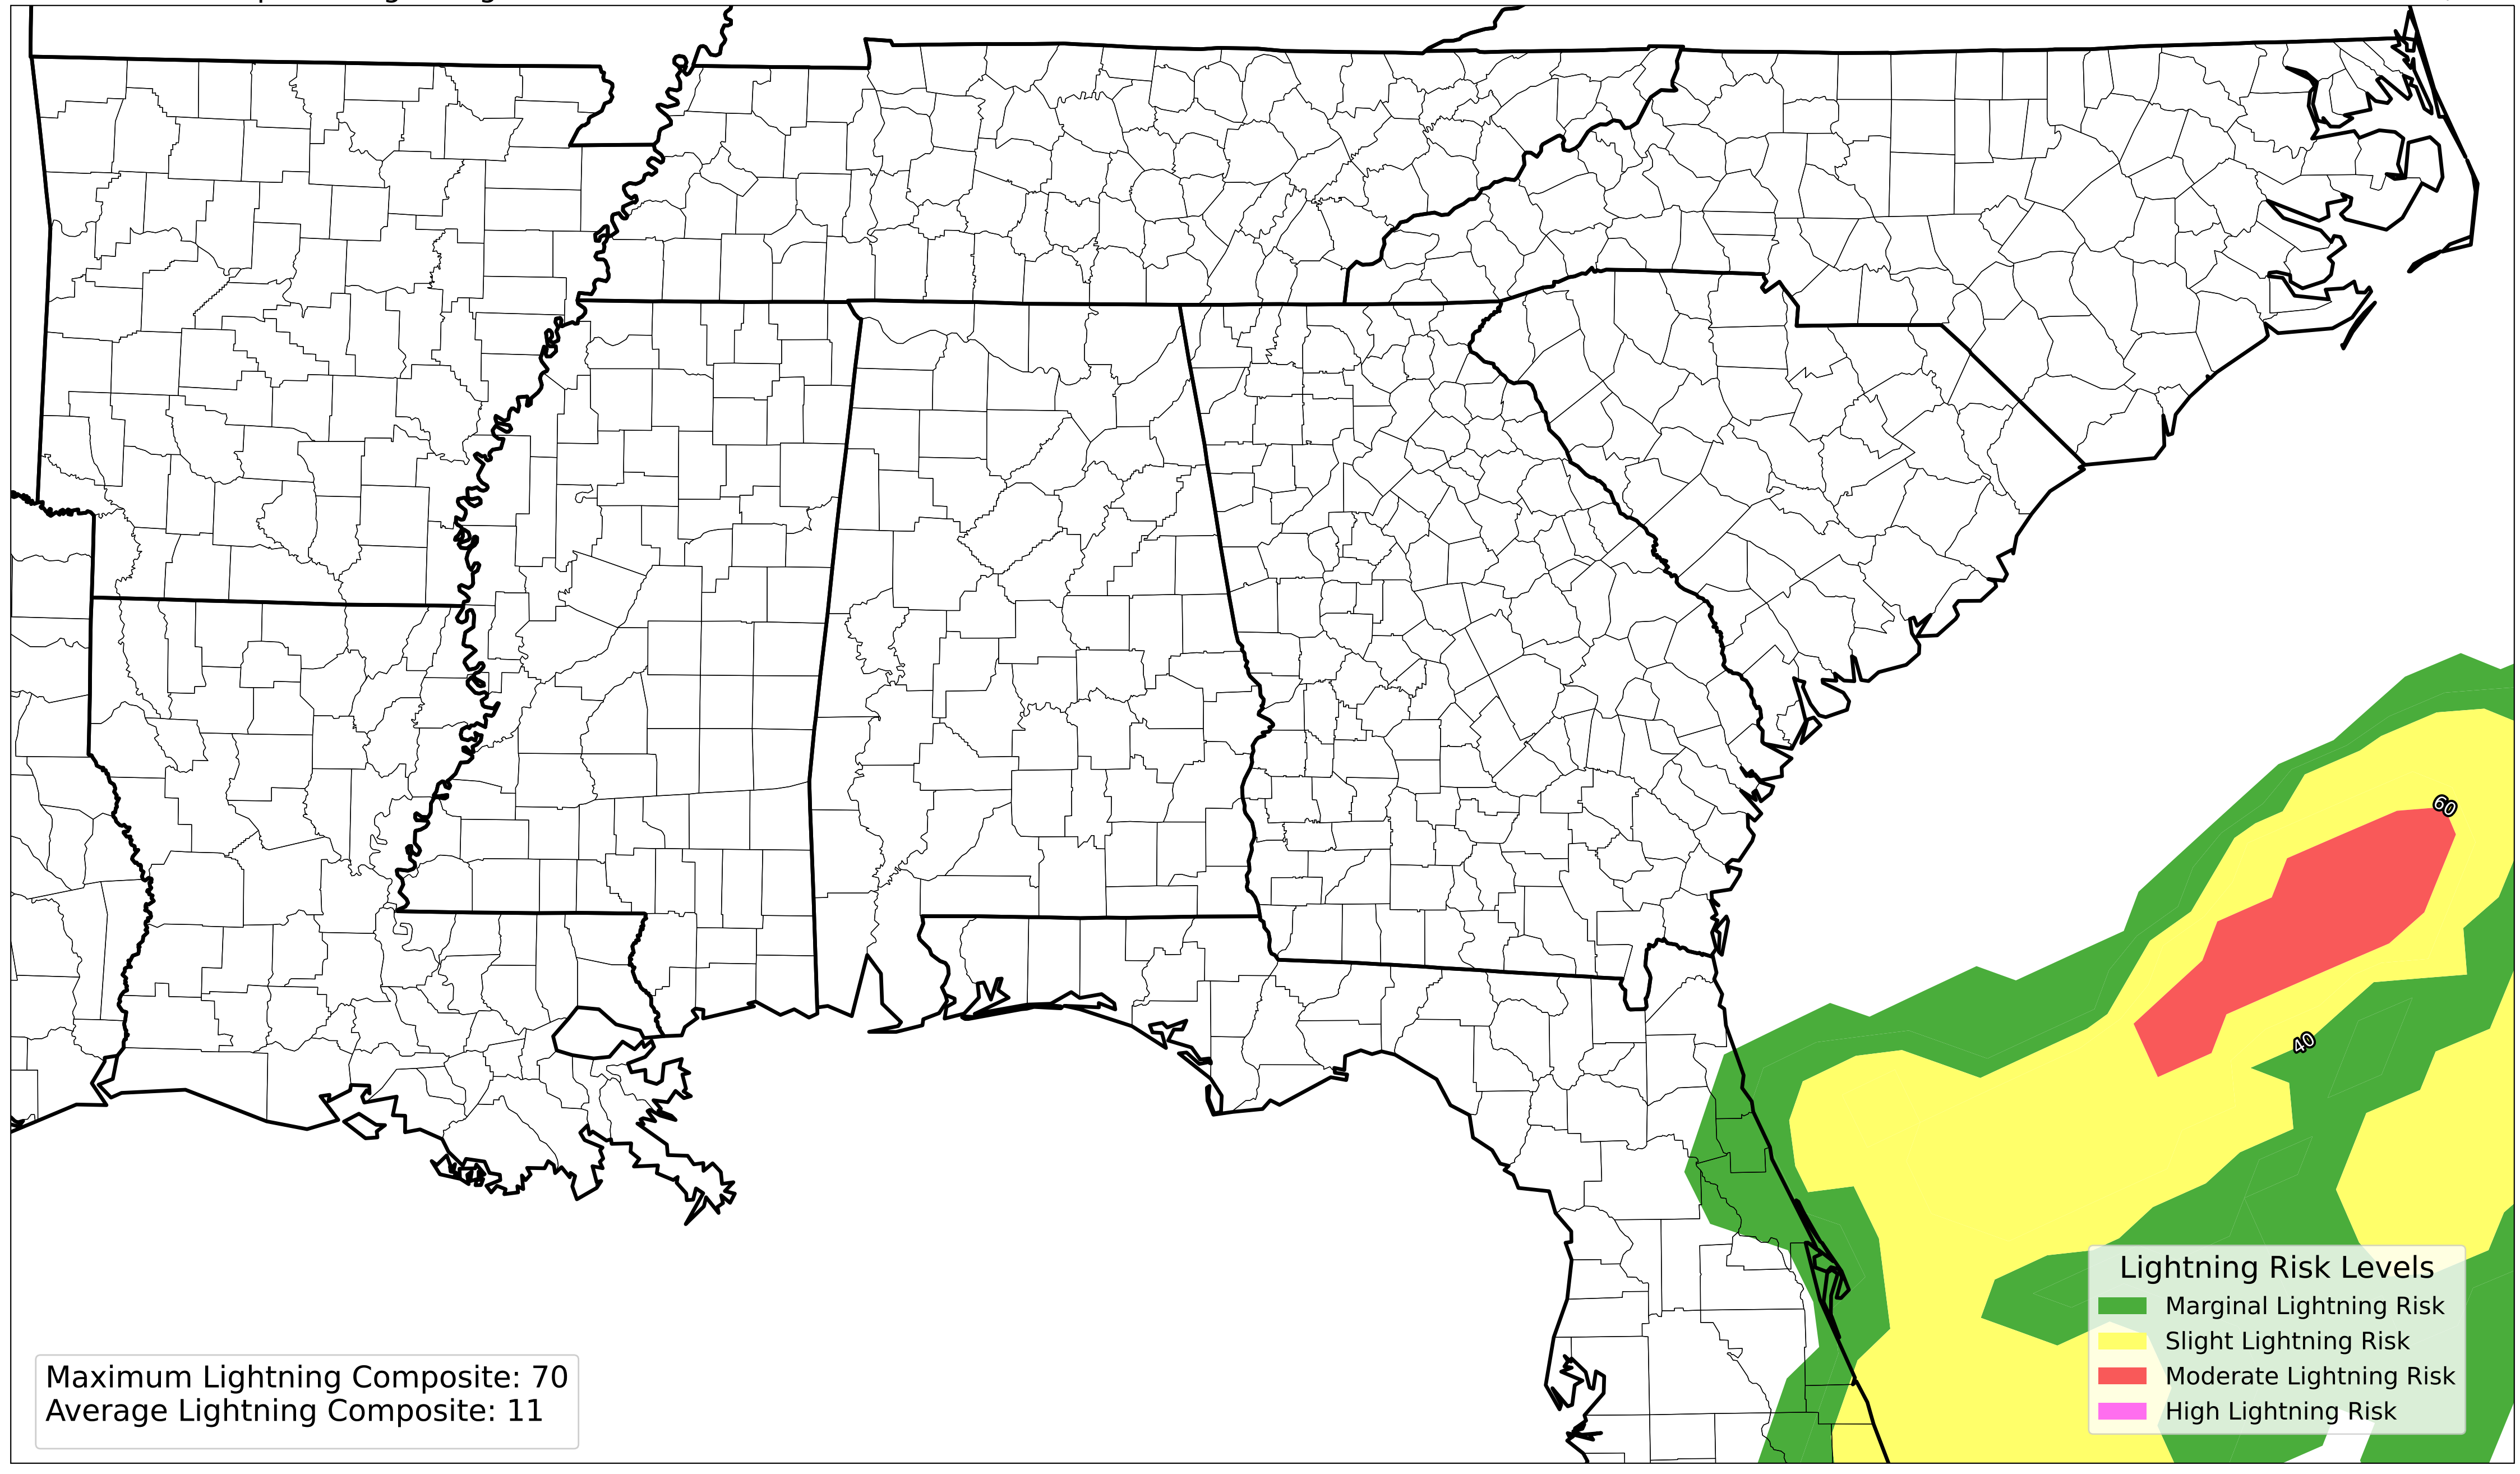 60
40
Lightning Risk Levels
Marginal Lightning Risk
Slight Lightning Risk
Moderate Lightning Risk
High Lightning Risk
Maximum Lightning Composite: 70
Average Lightning Composite: 11